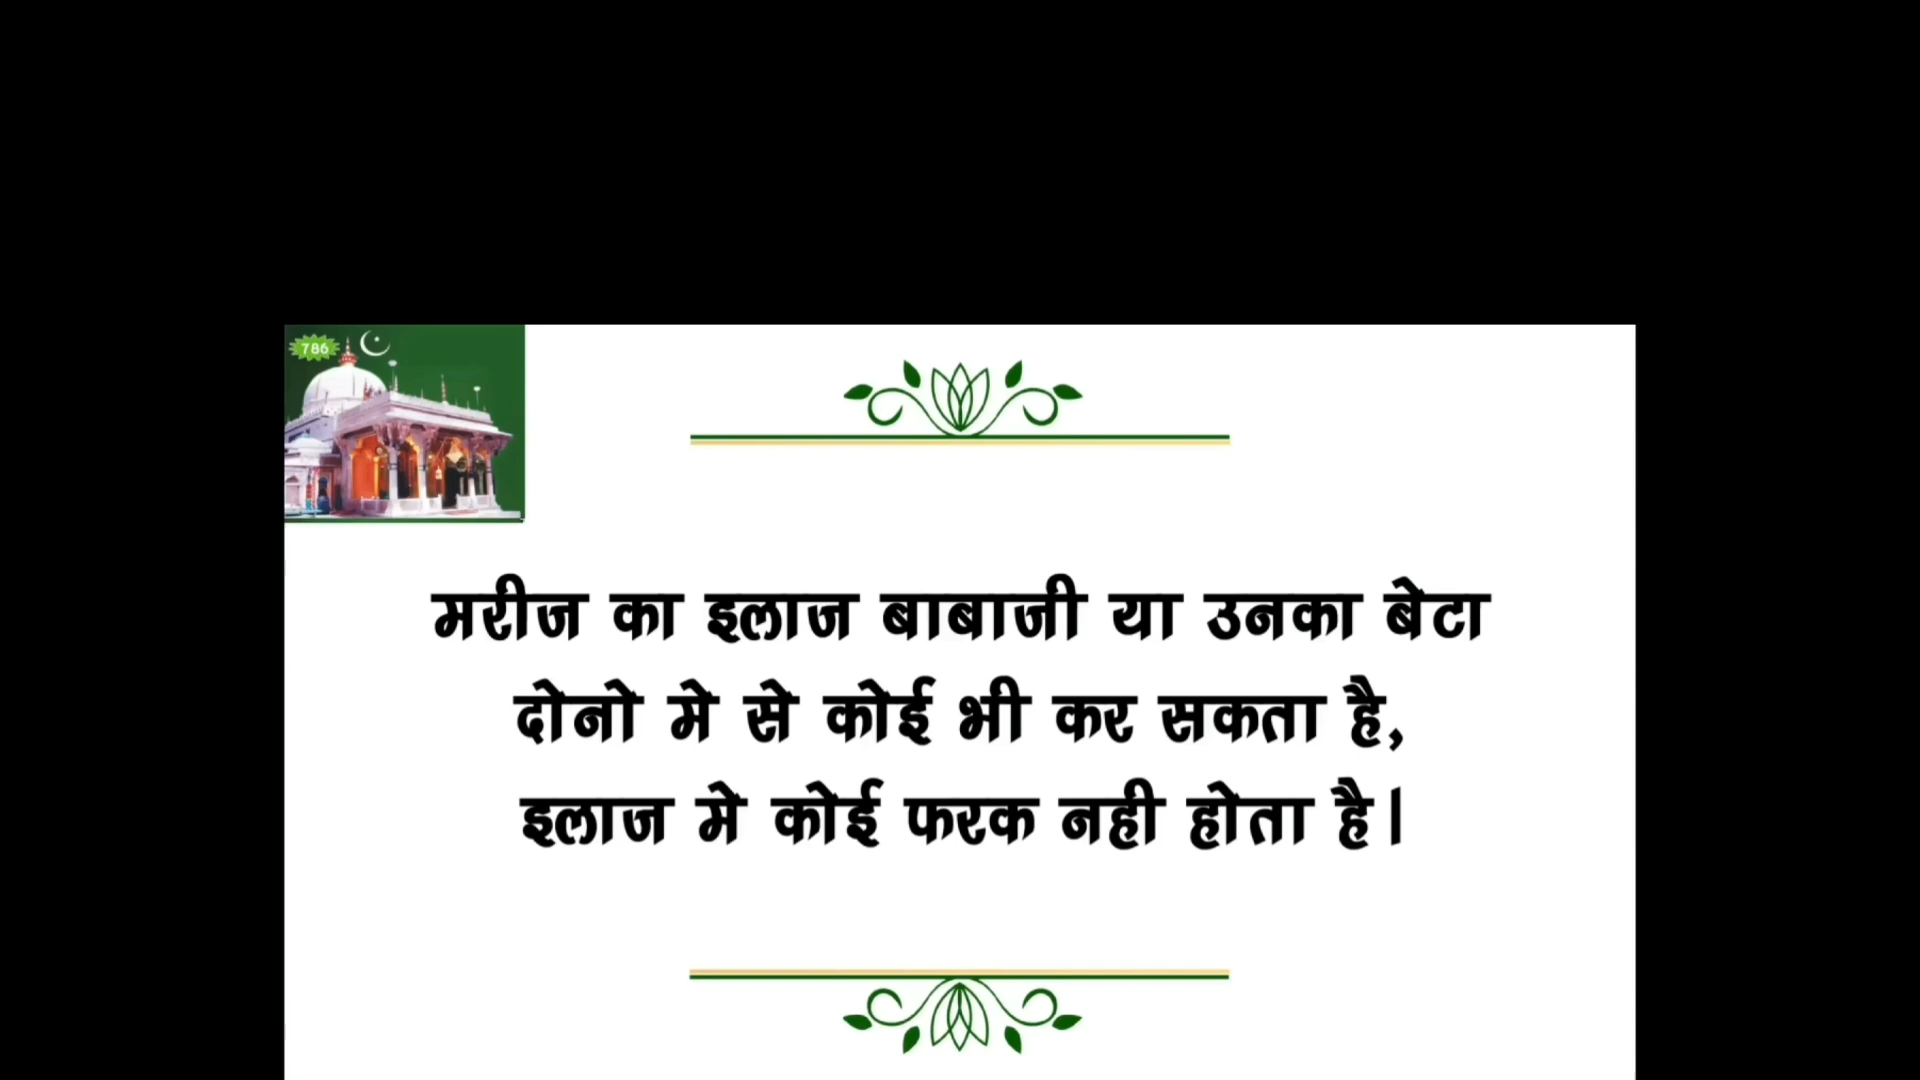 786
मरीज का इलाज बाबाजी या उनका बेटा
दोनो मे से कोई भी कर सकता है,
इलाज मे कोई फरक नही होता है।